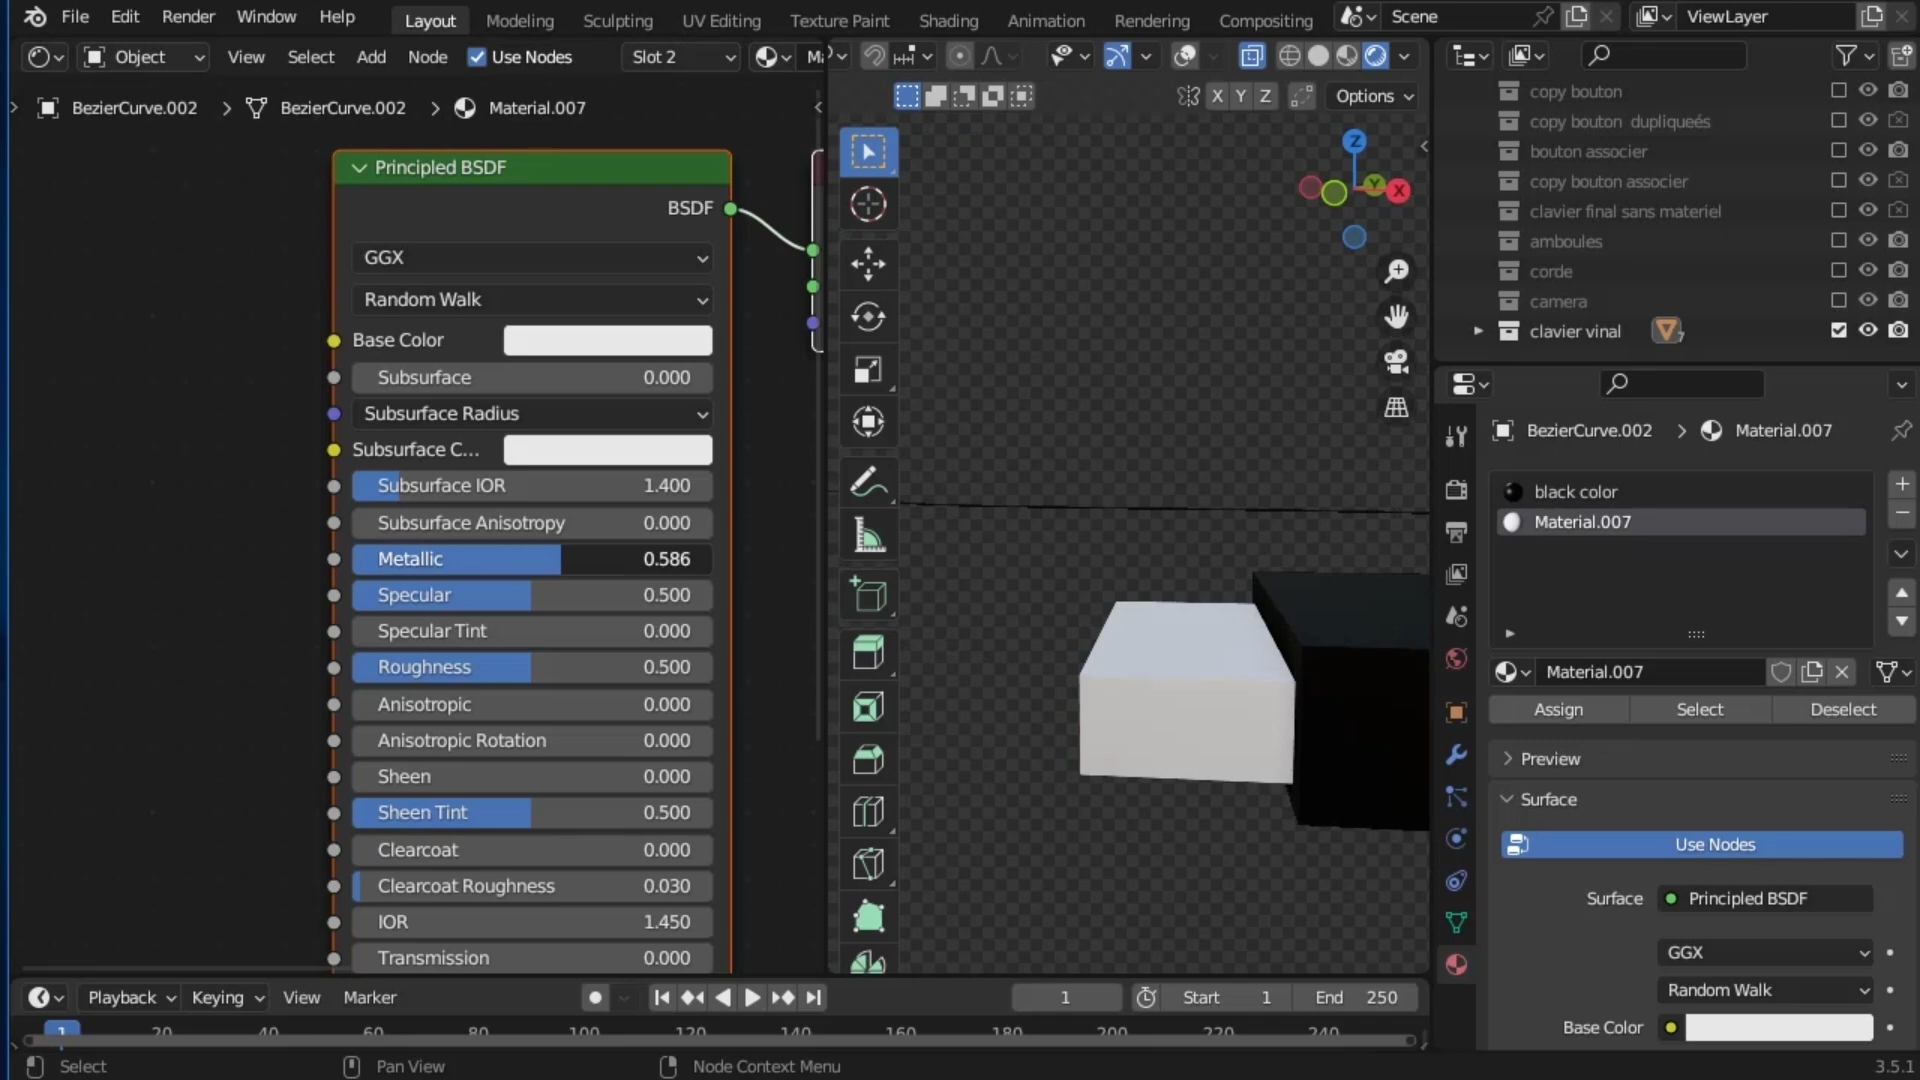 File Edit Render Window Help Layout Modeling Sculpting UV Editing Texture Paint Shading Animation Rendering Compositing Scene ViewLayer
Object View Select Add Node Use Nodes Slot 2
X Y Z Options
BezierCurve.002 > BezierCurve.002 > Material.007
Principled BSDF
BSDF
GGX
Random Walk
Base Color
Subsurface 0.000
Subsurface Radius
Subsurface C...
Subsurface IOR 1.400
Subsurface Anisotropy 0.000
Metallic 0.586
Specular 0.500
Specular Tint 0.000
Roughness 0.500
Anisotropic 0.000
Anisotropic Rotation 0.000
Sheen 0.000
Sheen Tint 0.500
Clearcoat 0.000
Clearcoat Roughness 0.030
IOR 1.450
Transmission 0.000
Z
Y
X
copy bouton
copy bouton dupliqueés
bouton associer
copy bouton associer
clavier final sans materiel
amboules
corde
camera
clavier vinal 7
BezierCurve.002 > Material.007
black color
Material.007
Material.007
Assign Select Deselect
Preview
Surface
Use Nodes
Surface Principled BSDF
GGX
Random Walk
Base Color
Playback Keying View Marker 1 Start 1 End 250
1 20 40 60 80 100 120 140 160 180 200 220 240
Select Pan View Node Context Menu 3.5.1